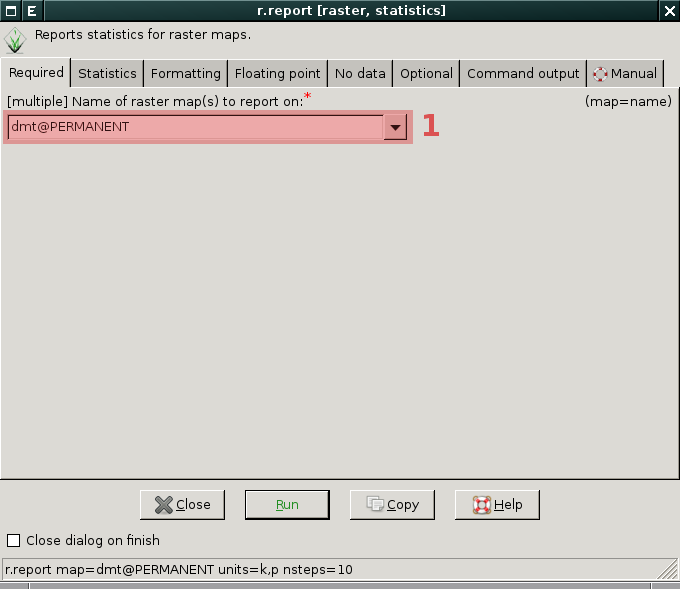 E r.report [raster, statistics]
Reports statistics for raster maps.
Required Statistics Formatting Floating point No data Optional Command output Manual
[multiple] Name of raster map(s) to report on:* (map=name)
dmt@PERMANENT 1
Close Run Copy Help
Close dialog on finish
r.report map=dmt@PERMANENT units=k,p nsteps=10